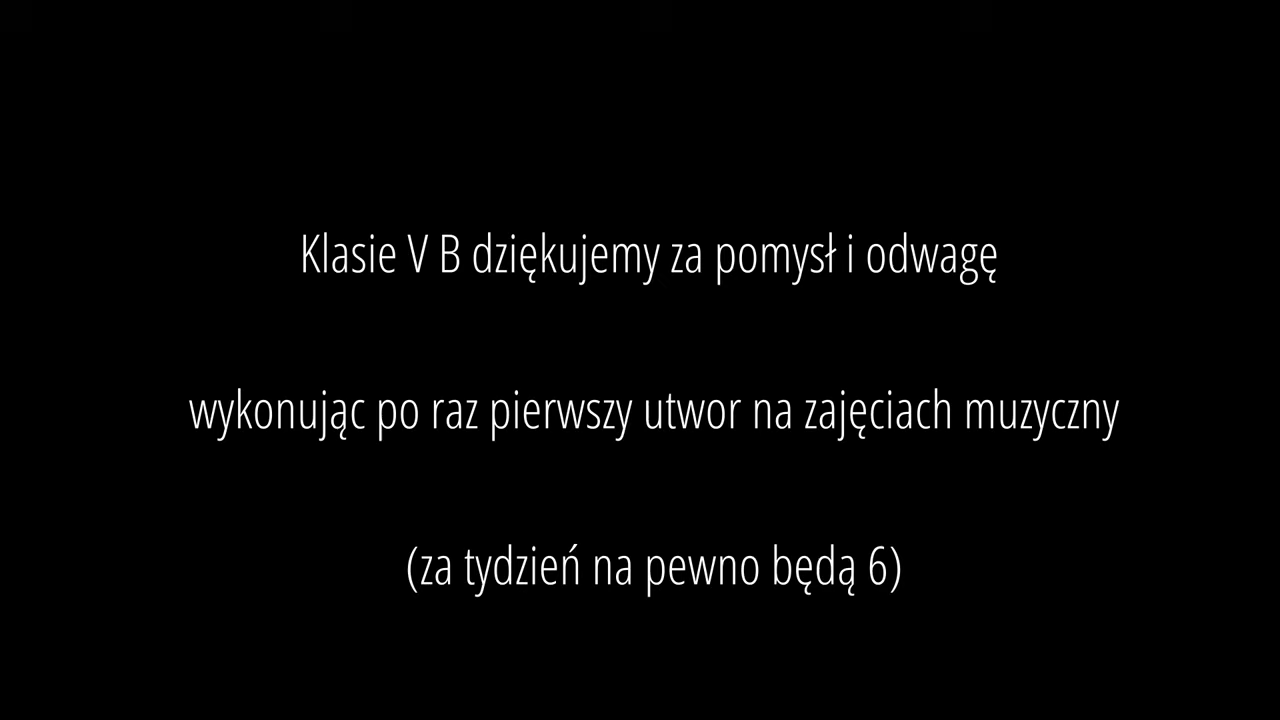 Klasie V B dziękujemy za pomysł i odwagę
wykonując po raz pierwszy utwor na zajęciach muzyczny
(za tydzień na pewno będą 6)